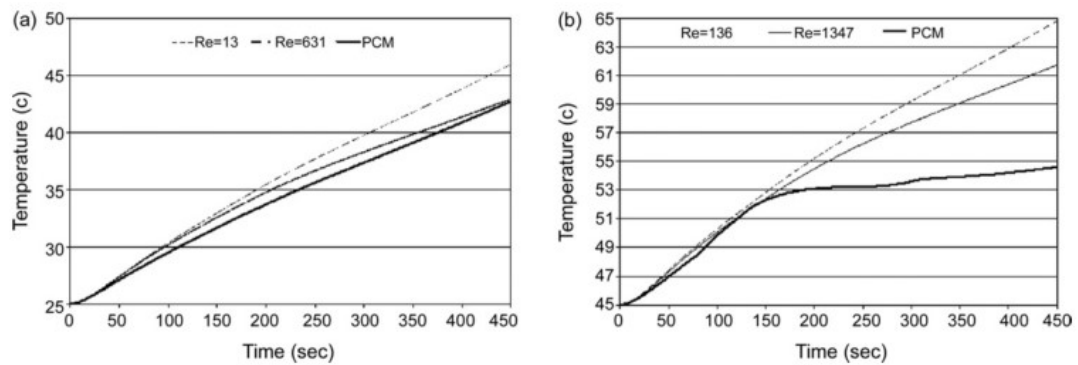 (a)
50
45
40
35
30
25
Re=13 Re=631 PCM
Temperature (c)
0 50 100 150 200 250 300 350 400 450
Time (sec)
(b)
65
63
61
59
57
55
53
51
49
47
45
Re=136 Re=1347 PCM
Temperature (c)
0 50 100 150 200 250 300 350 400 450
Time (sec)